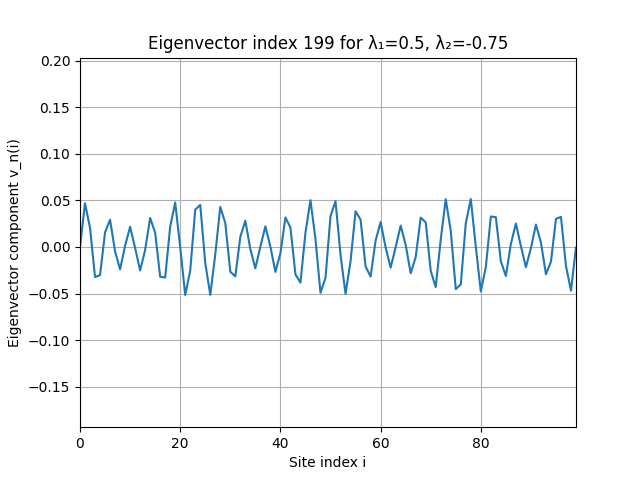 Eigenvector index 199 for λ₁=0.5, λ₂=-0.75
0.20
0.15
0.10
0.05
0.00
−0.05
−0.10
−0.15
Eigenvector component v_n(i)
0 20 40 60 80
Site index i